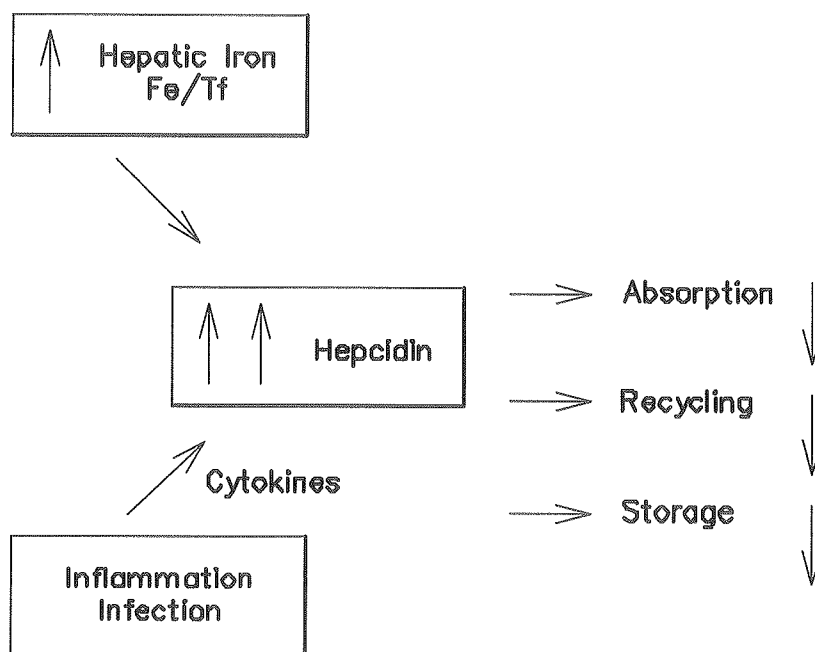 Hepatic Iron
Fe/Tf
Absorption
Hepcidin
Recycling
Cytokines
Storage
Inflammation
Infection